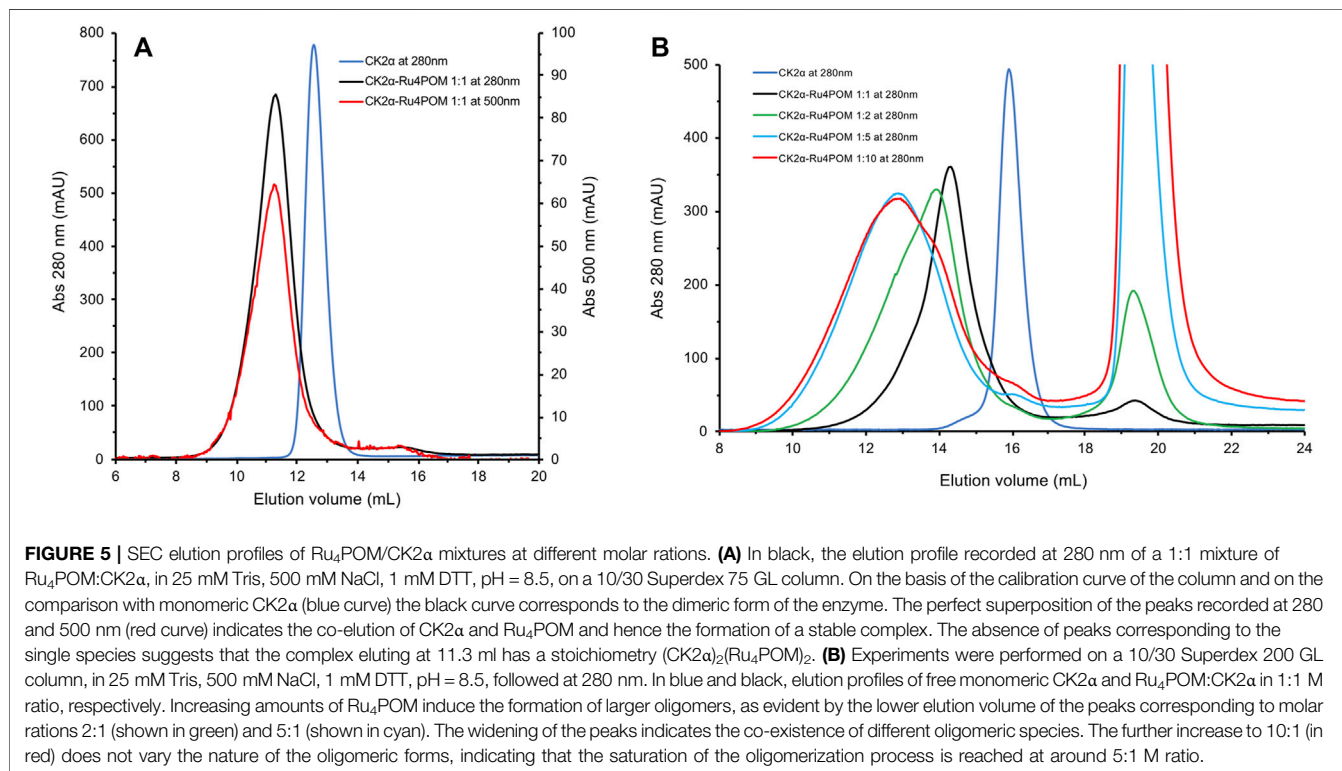 A
800
700
600
500
400
300
200
100
0
Abs 280 nm (mAU)
CK2α at 280nm
CK2α-Ru4POM 1:1 at 280nm
CK2α-Ru4POM 1:1 at 500nm
100
90
80
70
60
50
40
30
20
10
0
Abs 500 nm (mAU)
6 8 10 12 14 16 18 20
Elution volume (mL)
B
500
400
300
200
100
0
Abs 280 nm (mAU)
CK2α at 280nm
CK2α-Ru4POM 1:1 at 280nm
CK2α-Ru4POM 1:2 at 280nm
CK2α-Ru4POM 1:5 at 280nm
CK2α-Ru4POM 1:10 at 280nm
8 10 12 14 16 18 20 22 24
Elution volume (mL)
FIGURE 5 | SEC elution profiles of Ru₄POM/CK2α mixtures at different molar rations. (A) In black, the elution profile recorded at 280 nm of a 1:1 mixture of
Ru₄POM:CK2α, in 25 mM Tris, 500 mM NaCl, 1 mM DTT, pH = 8.5, on a 10/30 Superdex 75 GL column. On the basis of the calibration curve of the column and on the
comparison with monomeric CK2α (blue curve) the black curve corresponds to the dimeric form of the enzyme. The perfect superposition of the peaks recorded at 280
and 500 nm (red curve) indicates the co-elution of CK2α and Ru₄POM and hence the formation of a stable complex. The absence of peaks corresponding to the
single species suggests that the complex eluting at 11.3 ml has a stoichiometry (CK2α)₂(Ru₄POM)₂. (B) Experiments were performed on a 10/30 Superdex 200 GL
column, in 25 mM Tris, 500 mM NaCl, 1 mM DTT, pH = 8.5, followed at 280 nm. In blue and black, elution profiles of free monomeric CK2α and Ru₄POM:CK2α in 1:1 M
ratio, respectively. Increasing amounts of Ru₄POM induce the formation of larger oligomers, as evident by the lower elution volume of the peaks corresponding to molar
rations 2:1 (shown in green) and 5:1 (shown in cyan). The widening of the peaks indicates the co-existence of different oligomeric species. The further increase to 10:1 (in
red) does not vary the nature of the oligomeric forms, indicating that the saturation of the oligomerization process is reached at around 5:1 M ratio.